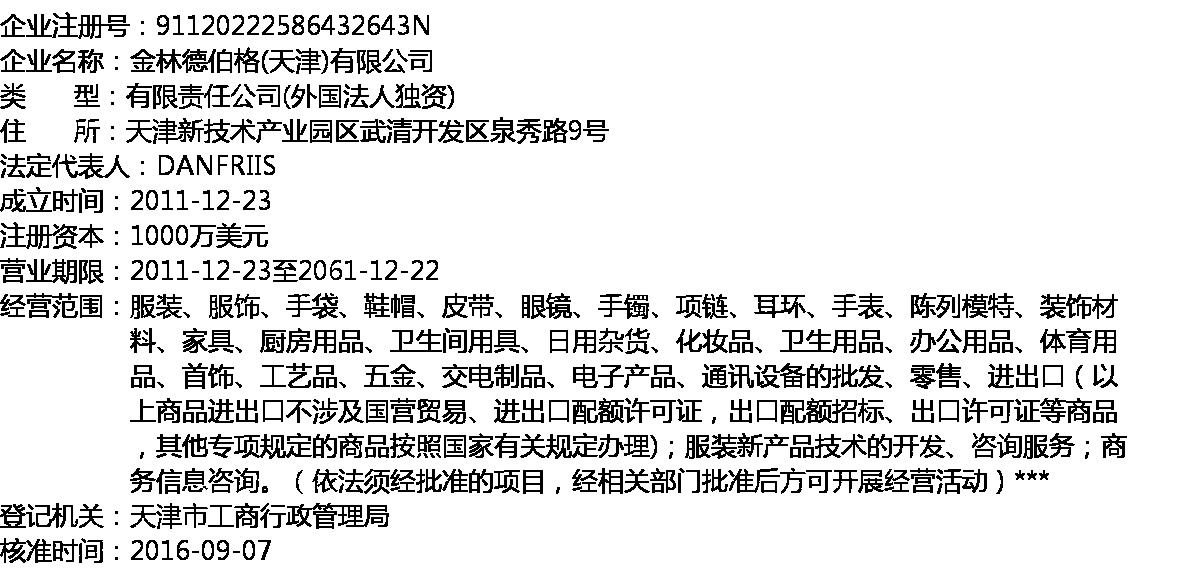 企业注册号：91120222586432643N
企业名称：金林德伯格(天津)有限公司
类　　型：有限责任公司(外国法人独资)
住　　所：天津新技术产业园区武清开发区泉秀路9号
法定代表人：DANFRIIS
成立时间：2011-12-23
注册资本：1000万美元
营业期限：2011-12-23至2061-12-22
经营范围：服装、服饰、手袋、鞋帽、皮带、眼镜、手镯、项链、耳环、手表、陈列模特、装饰材
料、家具、厨房用品、卫生间用具、日用杂货、化妆品、卫生用品、办公用品、体育用
品、首饰、工艺品、五金、交电制品、电子产品、通讯设备的批发、零售、进出口（以
上商品进出口不涉及国营贸易、进出口配额许可证，出口配额招标、出口许可证等商品
，其他专项规定的商品按照国家有关规定办理)；服装新产品技术的开发、咨询服务；商
务信息咨询。（依法须经批准的项目，经相关部门批准后方可开展经营活动）***
登记机关：天津市工商行政管理局
核准时间：2016-09-07